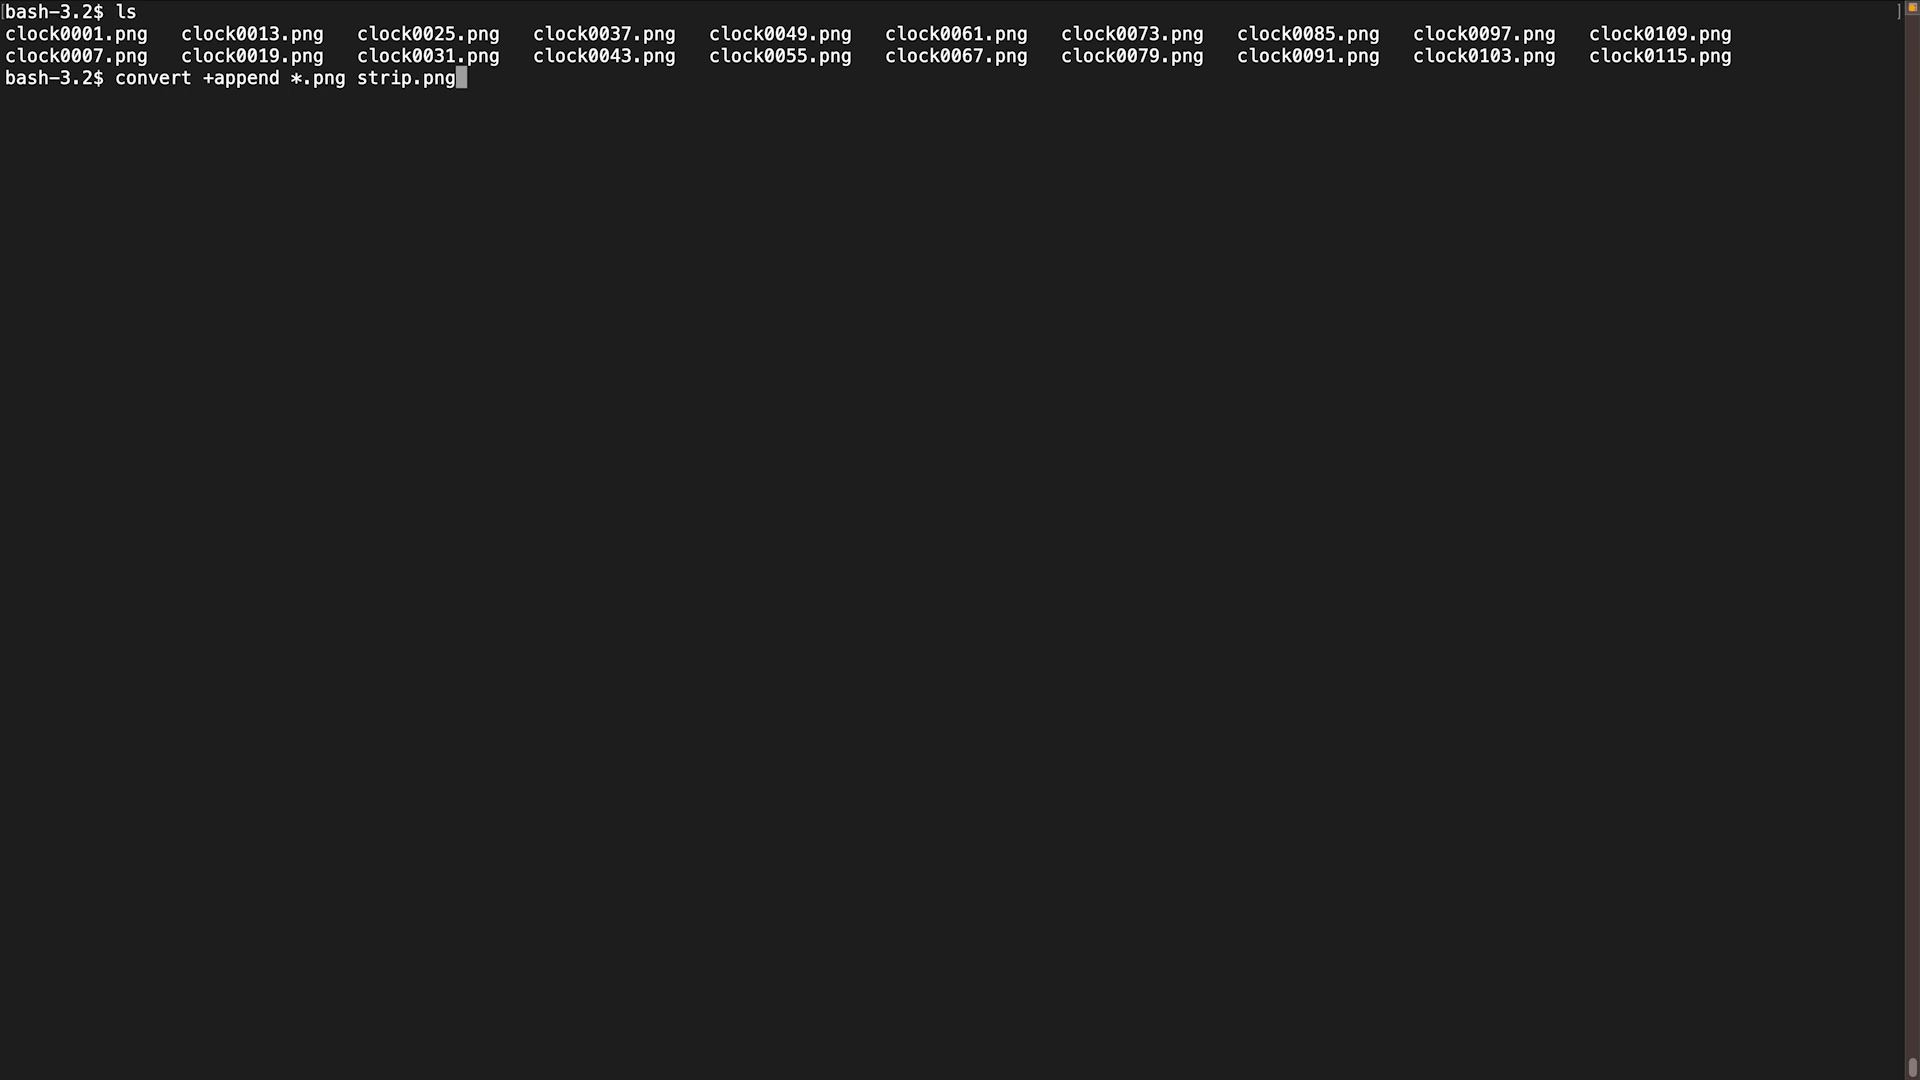 [bash-3.2$ ls ]
clock0001.png clock0013.png clock0025.png clock0037.png clock0049.png clock0061.png clock0073.png clock0085.png clock0097.png clock0109.png
clock0007.png clock0019.png clock0031.png clock0043.png clock0055.png clock0067.png clock0079.png clock0091.png clock0103.png clock0115.png
bash-3.2$ convert +append *.png strip.png